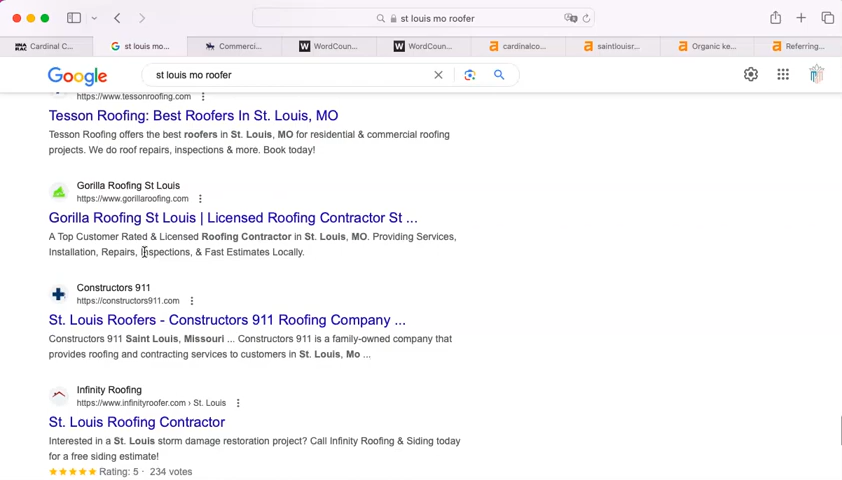 st louis mo roofer
Cardinal C...
st louis mo...
Commerci...
WordCoun...
WordCoun...
cardinalco...
saintlouisr...
Organic ke...
Referring...
Google
st louis mo roofer
https://www.tessonroofing.com
Tesson Roofing: Best Roofers In St. Louis, MO
Tesson Roofing offers the best roofers in St. Louis, MO for residential & commercial roofing
projects. We do roof repairs, inspections & more. Book today!
Gorilla Roofing St Louis
https://www.gorillaroofing.com
Gorilla Roofing St Louis | Licensed Roofing Contractor St ...
A Top Customer Rated & Licensed Roofing Contractor in St. Louis, MO. Providing Services,
Installation, Repairs, Inspections, & Fast Estimates Locally.
Constructors 911
https://constructors911.com
St. Louis Roofers - Constructors 911 Roofing Company ...
Constructors 911 Saint Louis, Missouri ... Constructors 911 is a family-owned company that
provides roofing and contracting services to customers in St. Louis, Mo ...
Infinity Roofing
https://www.infinityroofer.com › St. Louis
St. Louis Roofing Contractor
Interested in a St. Louis storm damage restoration project? Call Infinity Roofing & Siding today
for a free siding estimate!
Rating: 5 · 234 votes